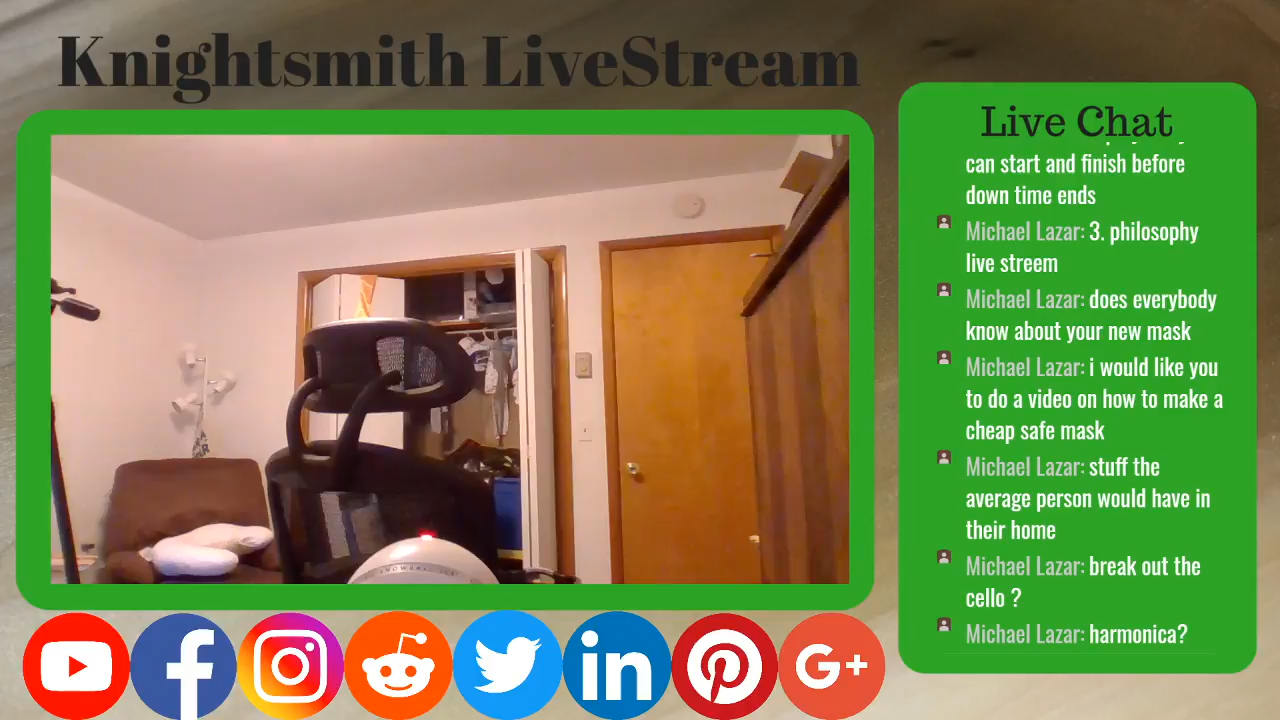 Knightsmith LiveStream
Live Chat
can start and finish before
down time ends
Michael Lazar: 3. philosophy
live streem
Michael Lazar: does everybody
know about your new mask
Michael Lazar: i would like you
to do a video on how to make a
cheap safe mask
Michael Lazar: stuff the
average person would have in
their home
Michael Lazar: break out the
cello ?
Michael Lazar: harmonica?
SNOWBALL
in
G+